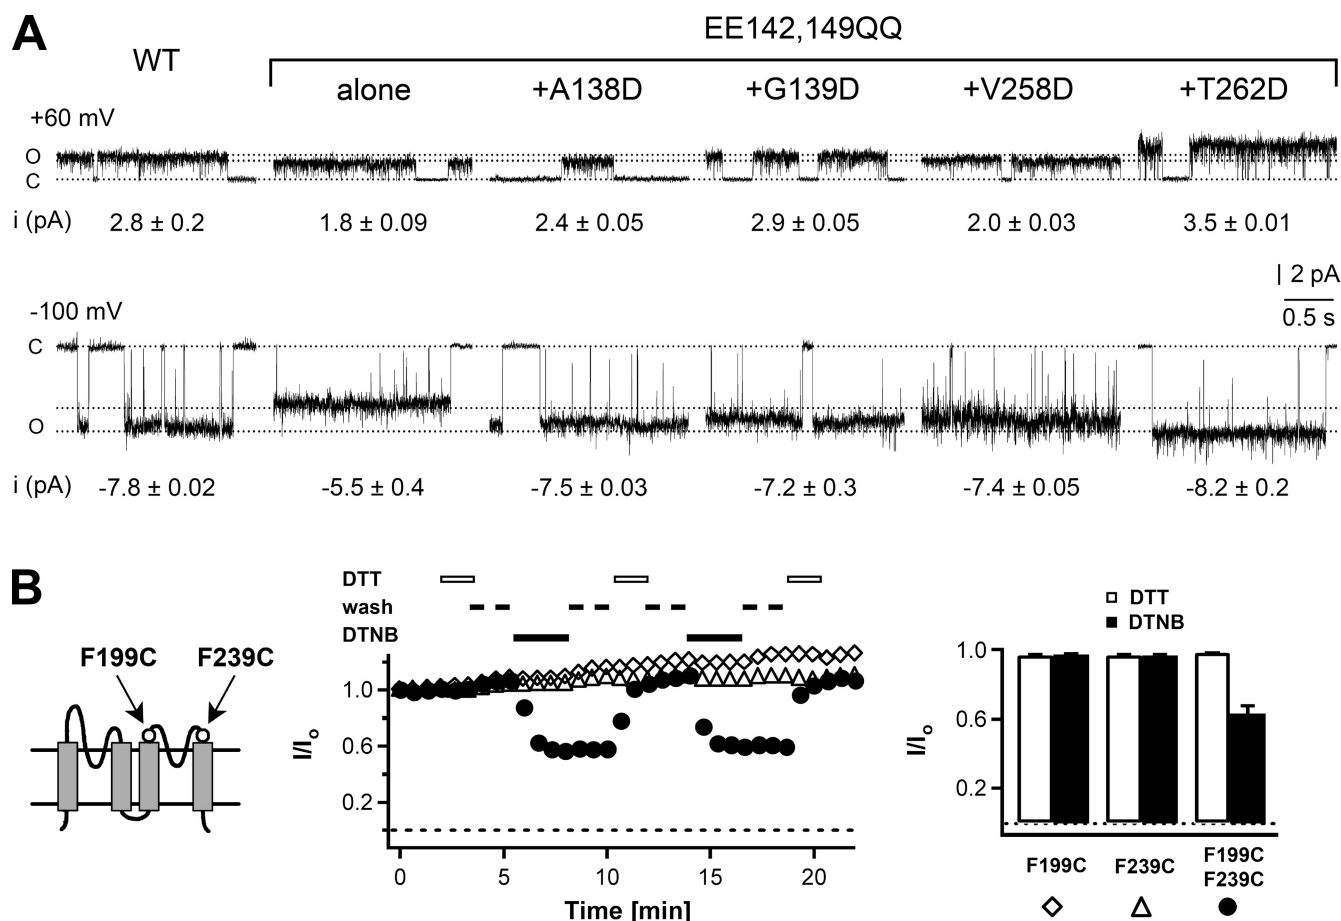 A
EE142,149QQ
WT
alone +A138D +G139D +V258D +T262D
+60 mV
O
C
i (pA) 2.8 ± 0.2 1.8 ± 0.09 2.4 ± 0.05 2.9 ± 0.05 2.0 ± 0.03 3.5 ± 0.01
2 pA
0.5 s
-100 mV
C
O
i (pA) -7.8 ± 0.02 -5.5 ± 0.4 -7.5 ± 0.03 -7.2 ± 0.3 -7.4 ± 0.05 -8.2 ± 0.2
B
F199C F239C
DTT
wash
DTNB
1.0
0.6
0.2
I/Io
0 5 10 15 20
Time [min]
DTT
DTNB
1.0
0.6
0.2
I/Io
F199C F239C F199C
F239C